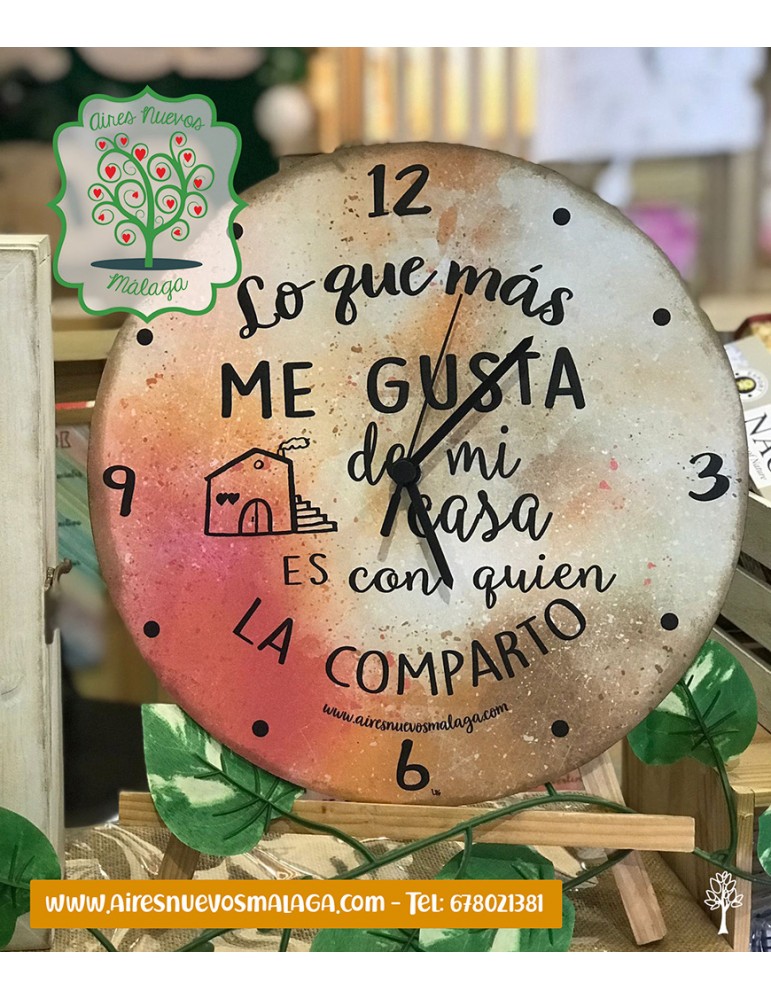 Aires Nuevos
Málaga
12
Lo que más
ME GUSTA
de mi
casa
9
3
ES con quien
LA COMPARTO
www.airesnuevosmalaga.com
6
www.Airesnuevosmalaga.com - Tel: 678021381